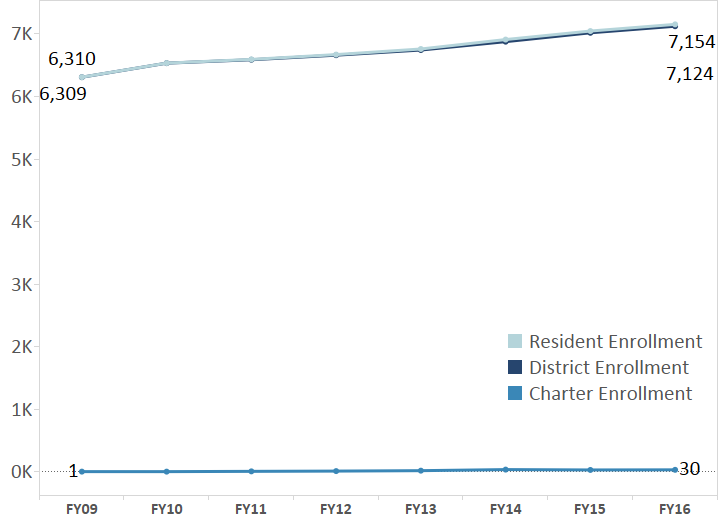 7K
6K
5K
4K
3K
2K
1K
0K
6,310
6,309
7,154
7,124
Resident Enrollment
District Enrollment
Charter Enrollment
1
30
FY09 FY10 FY11 FY12 FY13 FY14 FY15 FY16